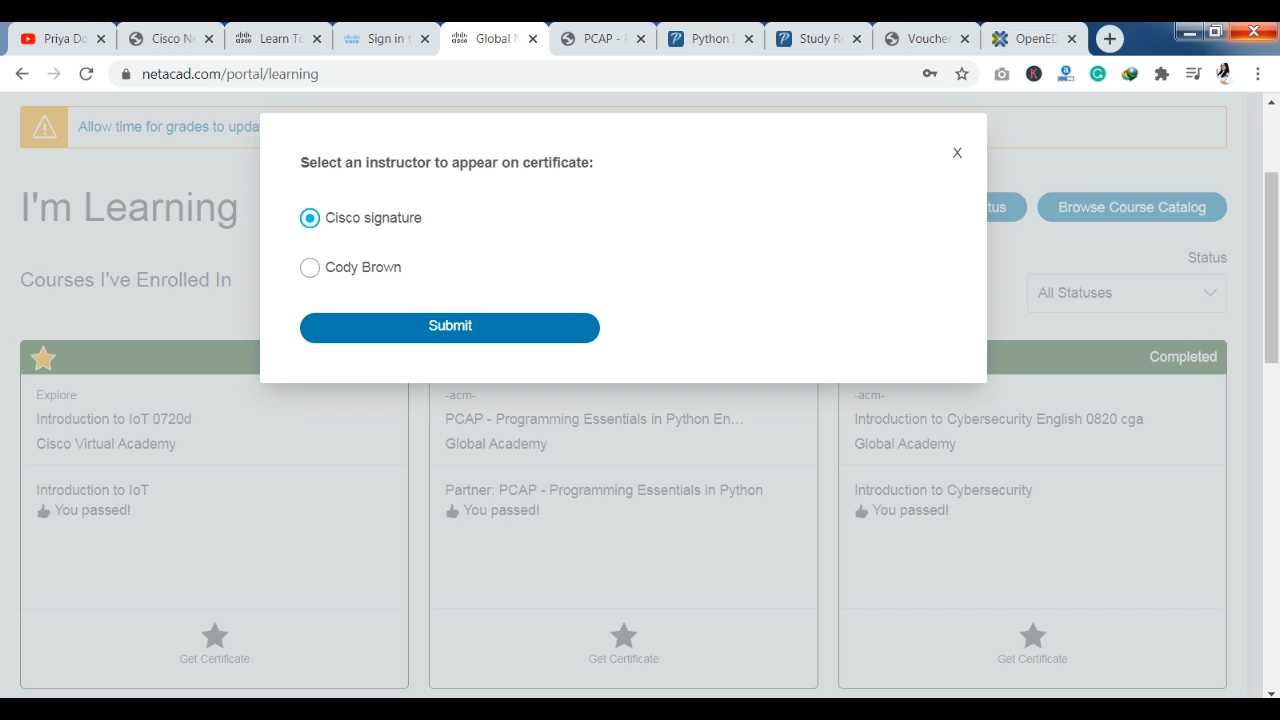 Priya Do
Cisco Ne
Learn To
Sign in t
Global N
PCAP - P
Python I
Study R
Voucher
OpenED
netacad.com/portal/learning
Allow time for grades to upda
Select an instructor to appear on certificate:
X
Cisco signature
Cody Brown
Submit
I'm Learning
tus
Browse Course Catalog
Courses I've Enrolled In
Status
All Statuses
Completed
Explore
Introduction to IoT 0720d
Cisco Virtual Academy
Introduction to IoT
You passed!
Get Certificate
-acm-
PCAP - Programming Essentials in Python En...
Global Academy
Partner: PCAP - Programming Essentials in Python
You passed!
Get Certificate
-acm-
Introduction to Cybersecurity English 0820 cga
Global Academy
Introduction to Cybersecurity
You passed!
Get Certificate